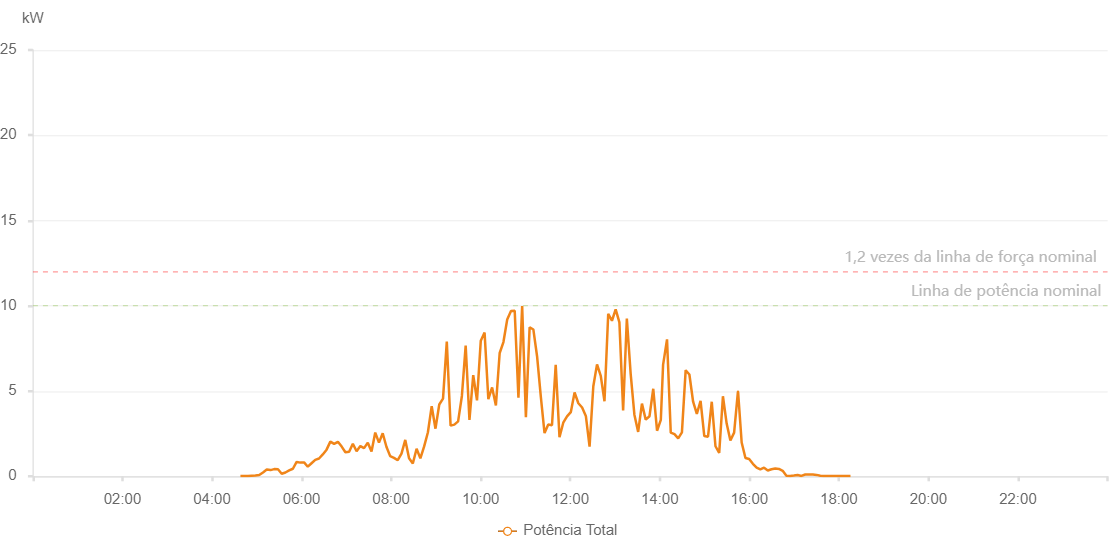 kW
25
20
15
1,2 vezes da linha de força nominal
Linha de potência nominal
10
5
0
02:00 04:00 06:00 08:00 10:00 12:00 14:00 16:00 18:00 20:00 22:00
Potência Total